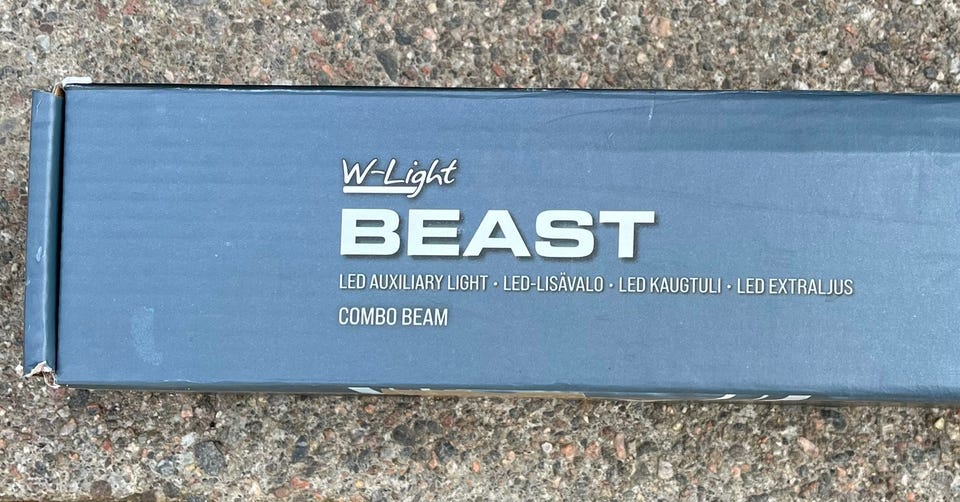 W-Light
BEAST
LED AUXILIARY LIGHT · LED-LISÄVALO · LED KAUGTULI · LED EXTRALJUS
COMBO BEAM